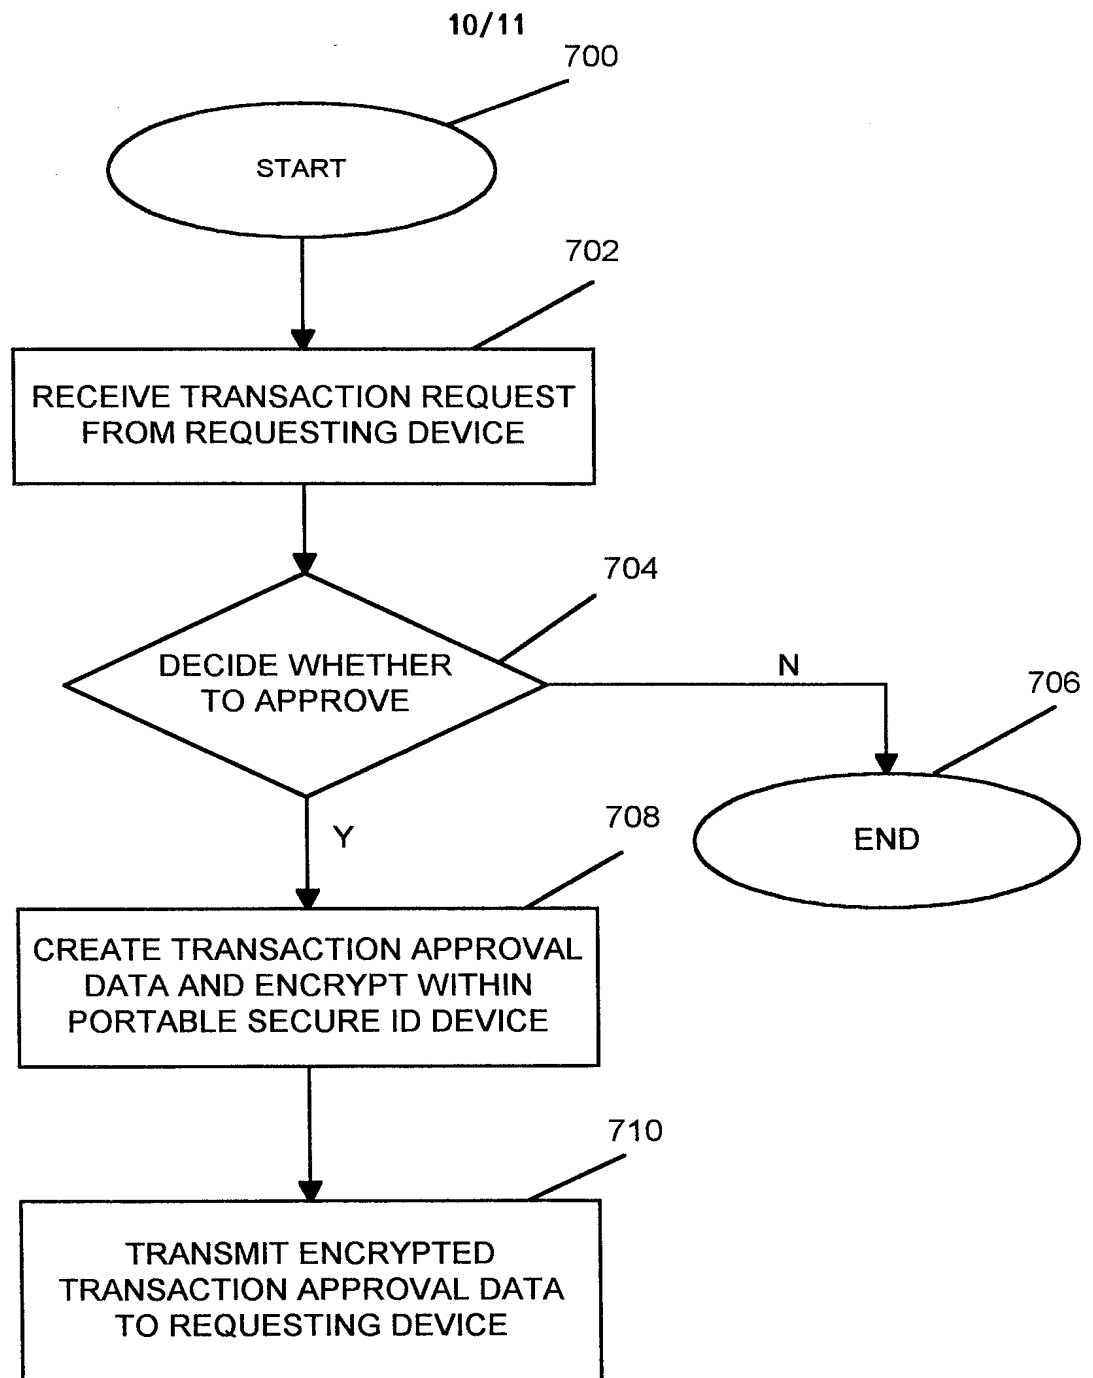 10/11
700
START
702
RECEIVE TRANSACTION REQUEST
FROM REQUESTING DEVICE
704
DECIDE WHETHER
TO APPROVE
N
706
END
Y
708
CREATE TRANSACTION APPROVAL
DATA AND ENCRYPT WITHIN
PORTABLE SECURE ID DEVICE
710
TRANSMIT ENCRYPTED
TRANSACTION APPROVAL DATA
TO REQUESTING DEVICE